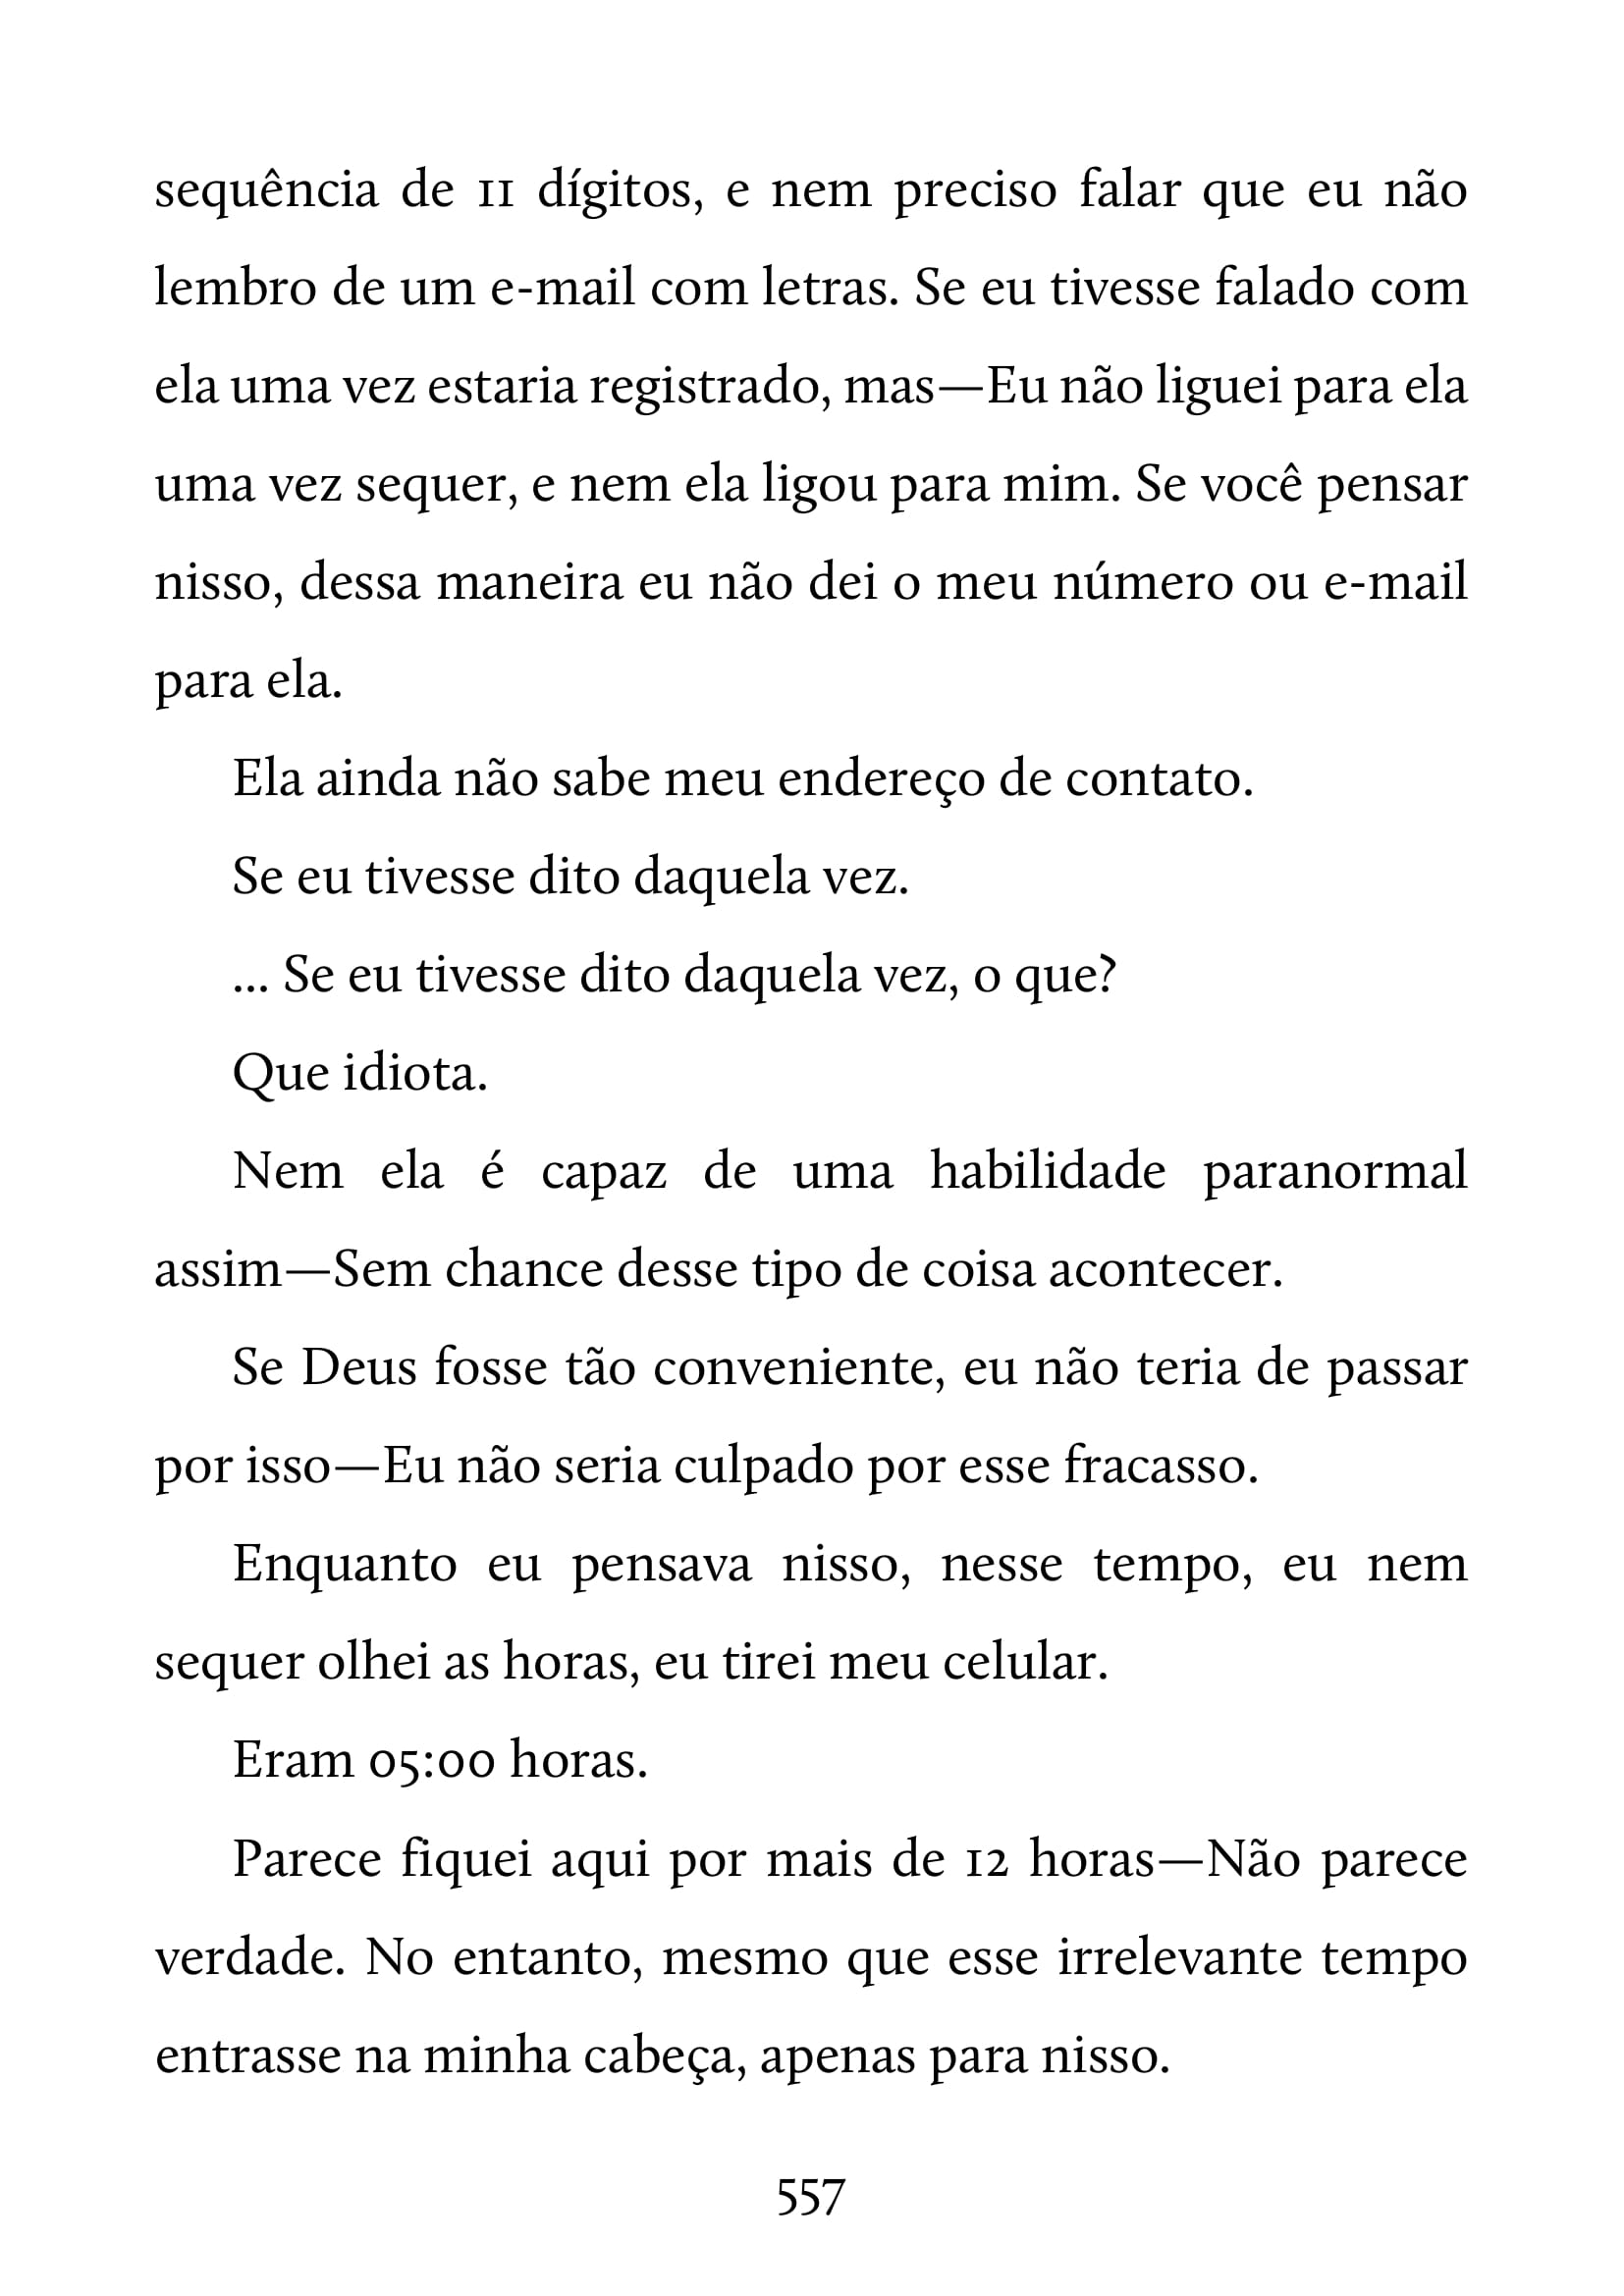 sequência de 11 dígitos, e nem preciso falar que eu não
lembro de um e-mail com letras. Se eu tivesse falado com
ela uma vez estaria registrado, mas—Eu não liguei para ela
uma vez sequer, e nem ela ligou para mim. Se você pensar
nisso, dessa maneira eu não dei o meu número ou e-mail
para ela.
Ela ainda não sabe meu endereço de contato.
Se eu tivesse dito daquela vez.
... Se eu tivesse dito daquela vez, o que?
Que idiota.
Nem ela é capaz de uma habilidade paranormal
assim—Sem chance desse tipo de coisa acontecer.
Se Deus fosse tão conveniente, eu não teria de passar
por isso—Eu não seria culpado por esse fracasso.
Enquanto eu pensava nisso, nesse tempo, eu nem
sequer olhei as horas, eu tirei meu celular.
Eram 05:00 horas.
Parece fiquei aqui por mais de 12 horas—Não parece
verdade. No entanto, mesmo que esse irrelevante tempo
entrasse na minha cabeça, apenas para nisso.
557